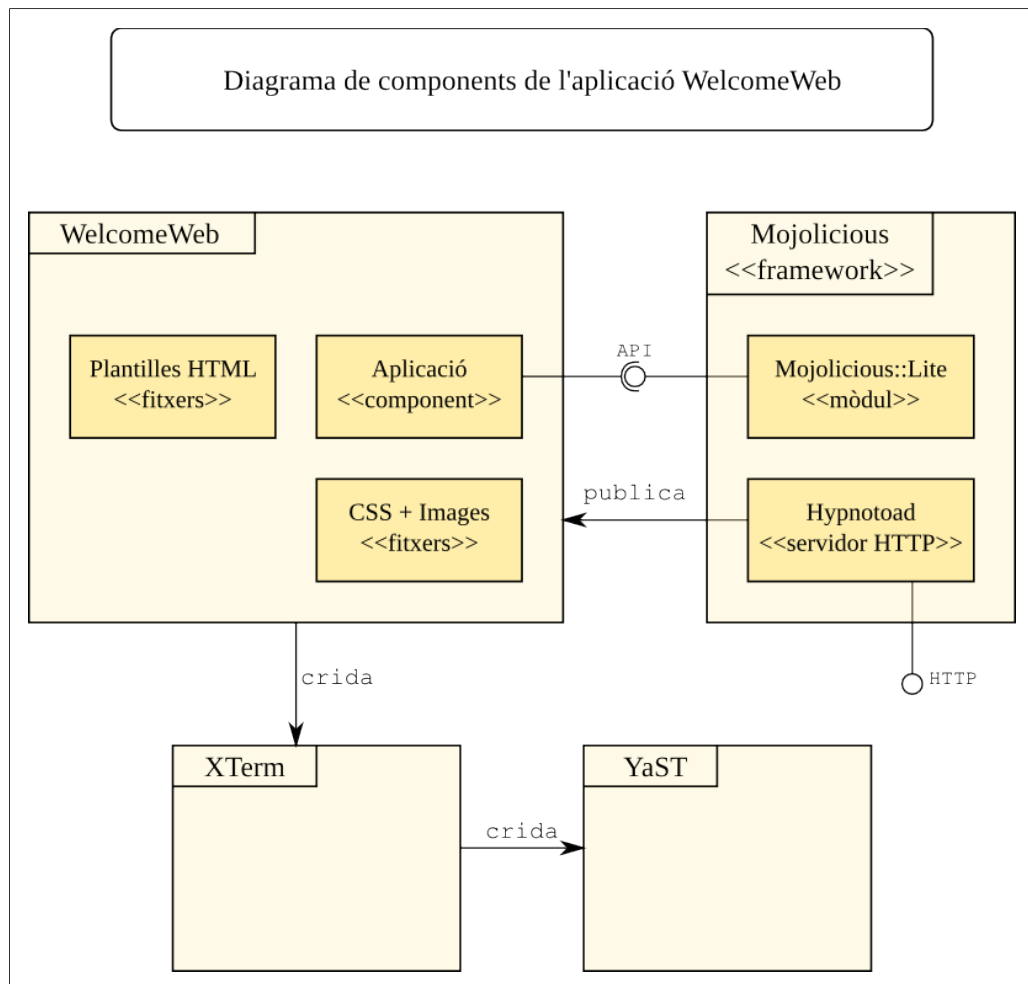 Diagrama de components de l'aplicació WelcomeWeb
WelcomeWeb
Mojolicious
<<framework>>
Plantilles HTML
<<fitxers>>
Aplicació
<<component>>
API
Mojolicious::Lite
<<mòdul>>
CSS + Images
<<fitxers>>
publica
Hypnotoad
<<servidor HTTP>>
crida
HTTP
XTerm
crida
YaST